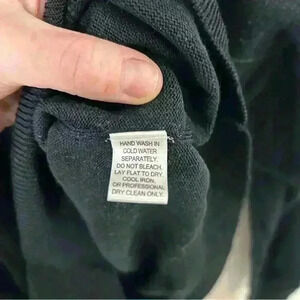 HAND WASH IN
COLD WATER
SEPARATELY.
DO NOT BLEACH.
LAY FLAT TO DRY.
COOL IRON,
OR PROFESSIONAL
DRY CLEAN ONLY.